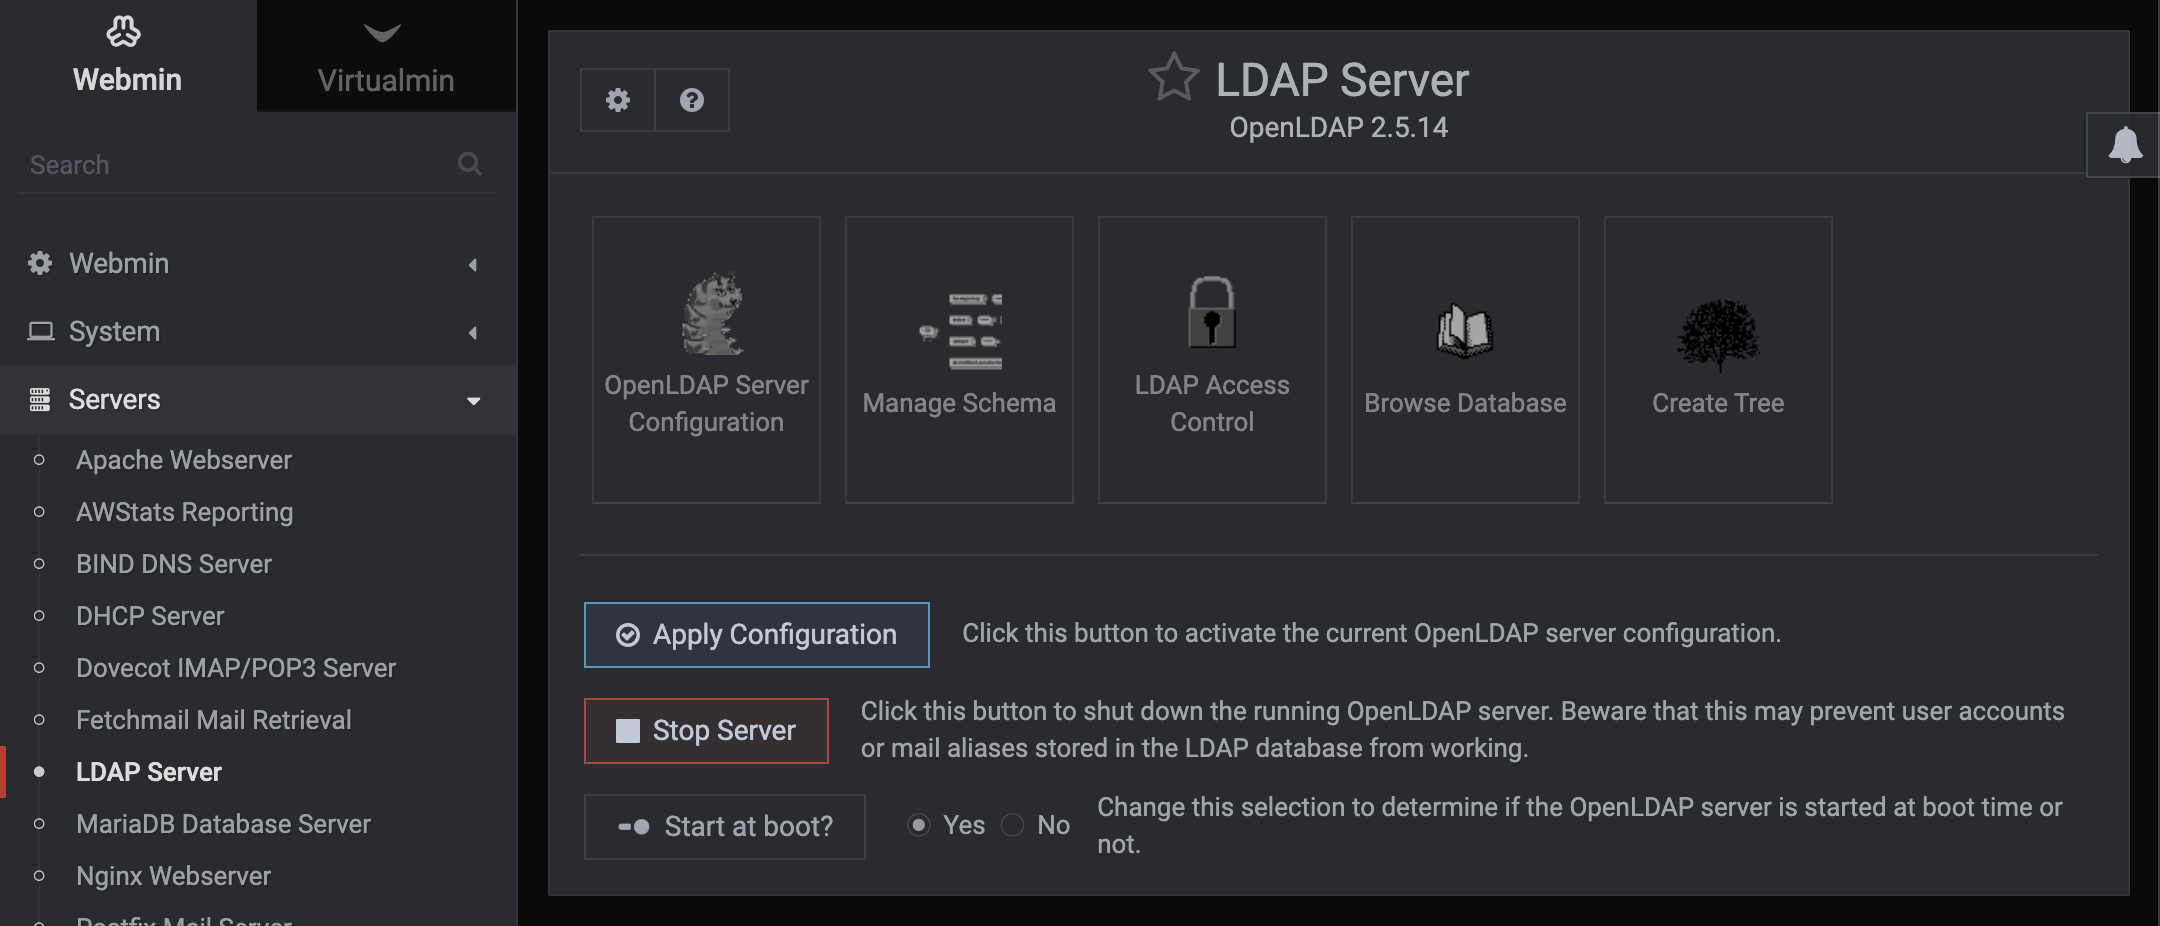 Webmin
Virtualmin
Search
Webmin
System
Servers
Apache Webserver
AWStats Reporting
BIND DNS Server
DHCP Server
Dovecot IMAP/POP3 Server
Fetchmail Mail Retrieval
LDAP Server
MariaDB Database Server
Nginx Webserver
Postfix Mail Server
LDAP Server
OpenLDAP 2.5.14
OpenLDAP Server
Configuration
Manage Schema
LDAP Access
Control
Browse Database
Create Tree
Apply Configuration
Click this button to activate the current OpenLDAP server configuration.
Stop Server
Click this button to shut down the running OpenLDAP server. Beware that this may prevent user accounts
or mail aliases stored in the LDAP database from working.
Start at boot?
Yes
No
Change this selection to determine if the OpenLDAP server is started at boot time or
not.